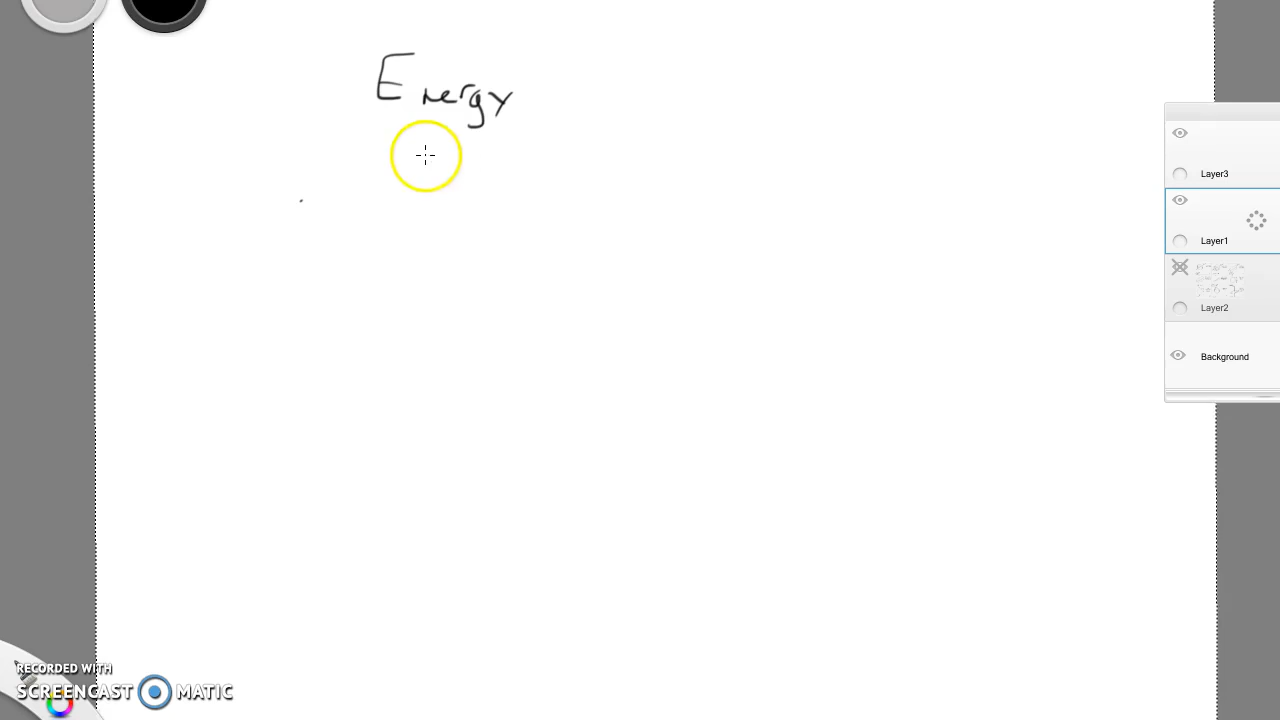 Energy
Layer3
Layer1
Layer2
Background
RECORDED WITH
SCREENCAST MATIC